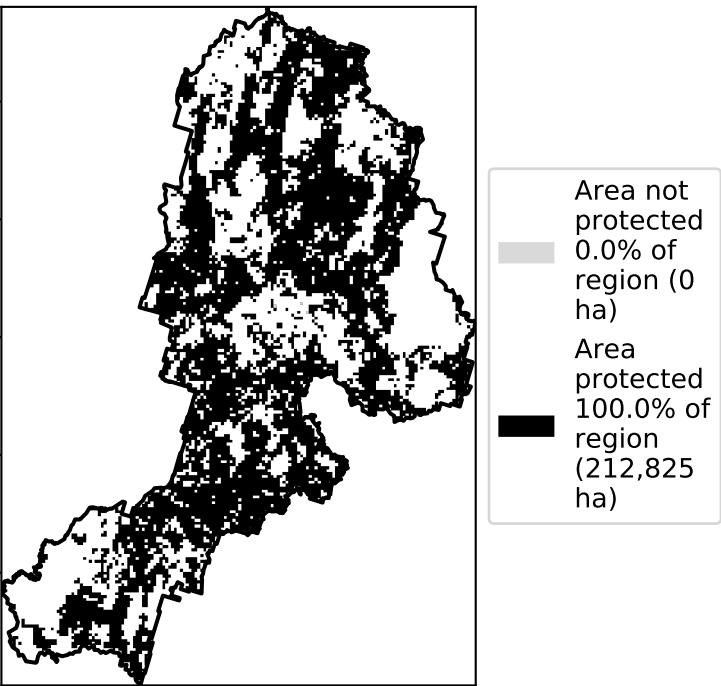 Area not
protected
0.0% of
region (0
ha)
Area
protected
100.0% of
region
(212,825
ha)